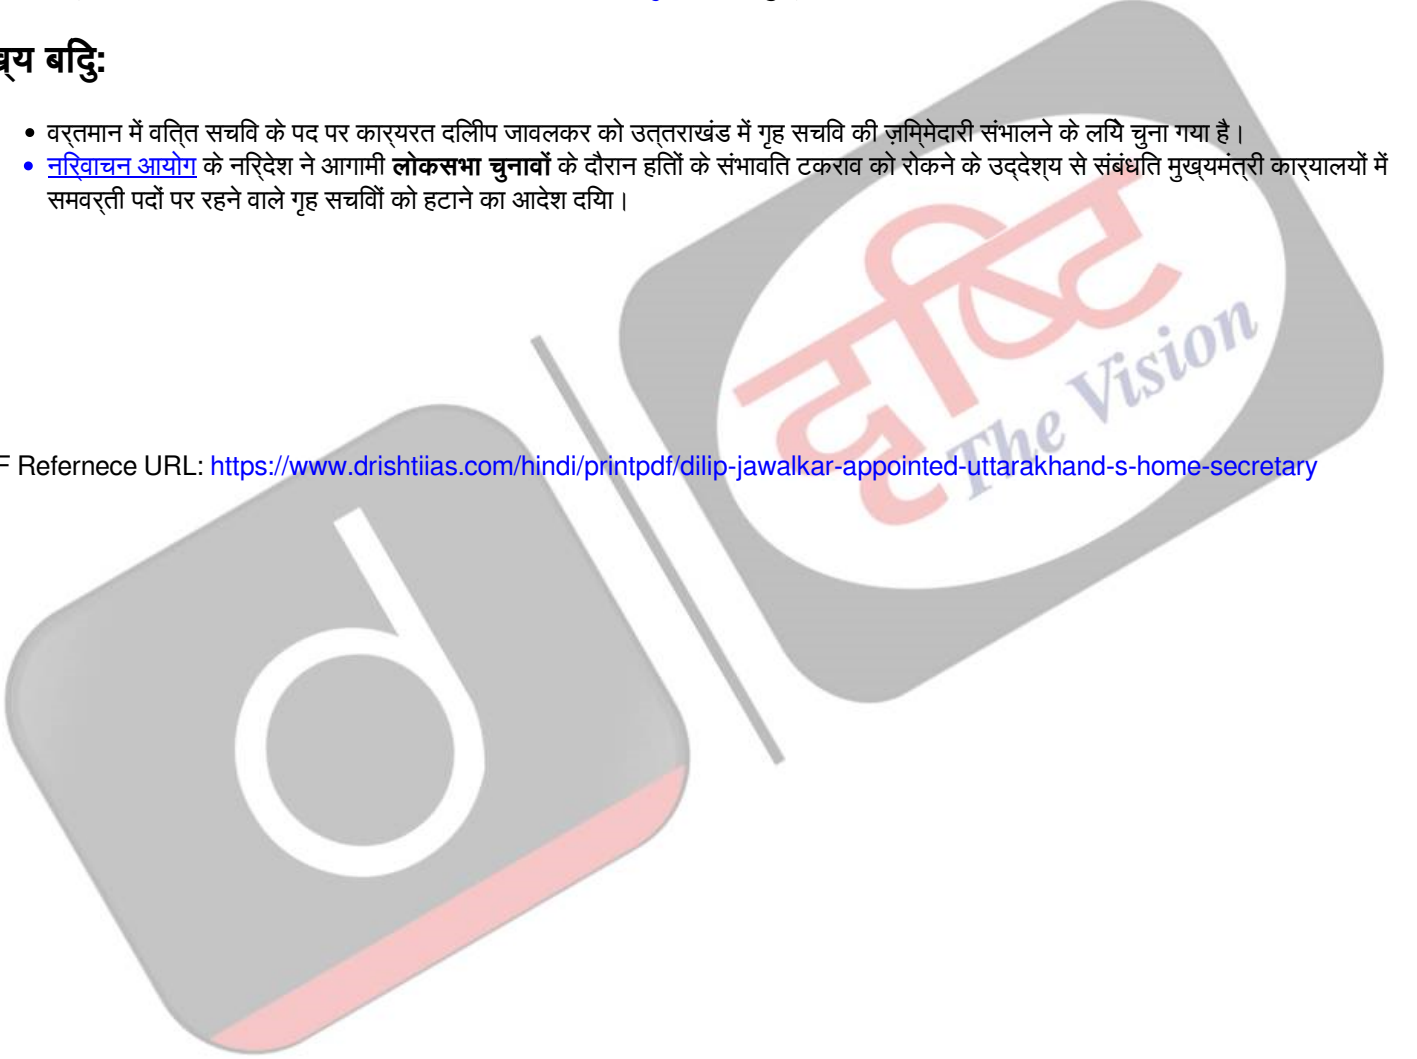 ख्य बिंदु:
वर्तमान में वित्त सचिव के पद पर कार्यरत दिलीप जावलकर को उत्तराखंड में गृह सचिव की ज़िम्मेदारी संभालने के लिये चुना गया है।
निर्वाचन आयोग के निर्देश ने आगामी लोकसभा चुनावों के दौरान हितों के संभावित टकराव को रोकने के उद्देश्य से संबंधित मुख्यमंत्री कार्यालयों में
समवर्ती पदों पर रहने वाले गृह सचिवों को हटाने का आदेश दिया।
दृष्टि
The Vision
F Refernece URL: https://www.drishtiias.com/hindi/printpdf/dilip-jawalkar-appointed-uttarakhand-s-home-secretary
d